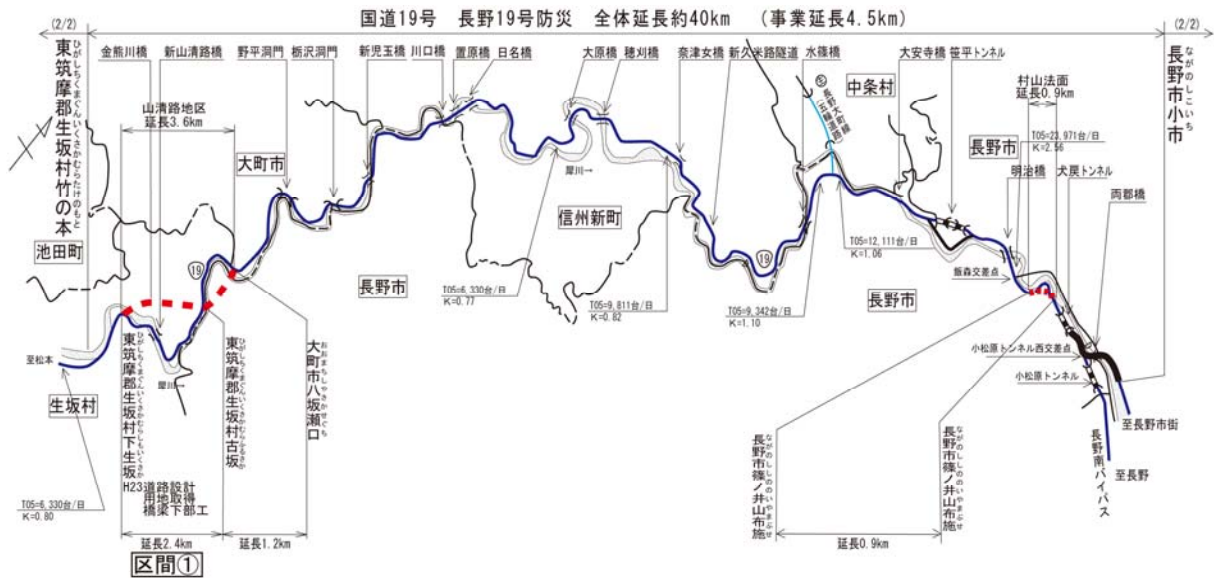 国道19号 長野19号防災 全体延長約40km （事業延長4.5km）
(2/2)
(2/2)
東筑摩郡生坂村竹の本
ひがしちくまぐんいくさかむらたけのもと
長野市小市
ながのしこいち
金熊川橋
新山清路橋
野平洞門
栃沢洞門
新児玉橋
川口橋
置原橋
日名橋
大原橋
穂刈橋
奈津女橋
新久米路隧道
水篠橋
大安寺橋
笹平トンネル
中条村
村山法面
延長0.9km
山清路地区
延長3.6km
主
長野大町線
（五輪道路）
T05=23,971台/日
K=2.56
長野市
大町市
明治橋
犬戻トンネル
両郡橋
犀川→
信州新町
池田町
19
19
長野市
T05=6,330台/日
K=0.77
T05=9,811台/日
K=0.82
T05=9,342台/日
K=1.10
T05=12,111台/日
K=1.06
長野市
飯森交差点
至松本
犀川→
生坂村
小松原トンネル西交差点
小松原トンネル
東筑摩郡生坂村下生坂
ひがしちくまぐんいくさかむらしもいくさか
東筑摩郡生坂村古坂
ひがしちくまぐんいくさかむらふるさか
大町市八坂瀬口
おおまちしやさかせぐち
長野市篠ノ井山布施
ながのししののいやまぶせ
長野市篠ノ井山布施
ながのししののいやまぶせ
長野南バイパス
至長野市街
至長野
T05=6,330台/日
K=0.80
H23道路設計
用地取得
橋梁下部工
延長2.4km
延長1.2km
延長0.9km
区間①